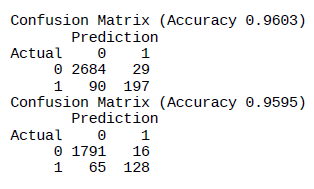 Confusion Matrix (Accuracy 0.9603)
Prediction
Actual 0 1
0 2684 29
1 90 197
Confusion Matrix (Accuracy 0.9595)
Prediction
Actual 0 1
0 1791 16
1 65 128